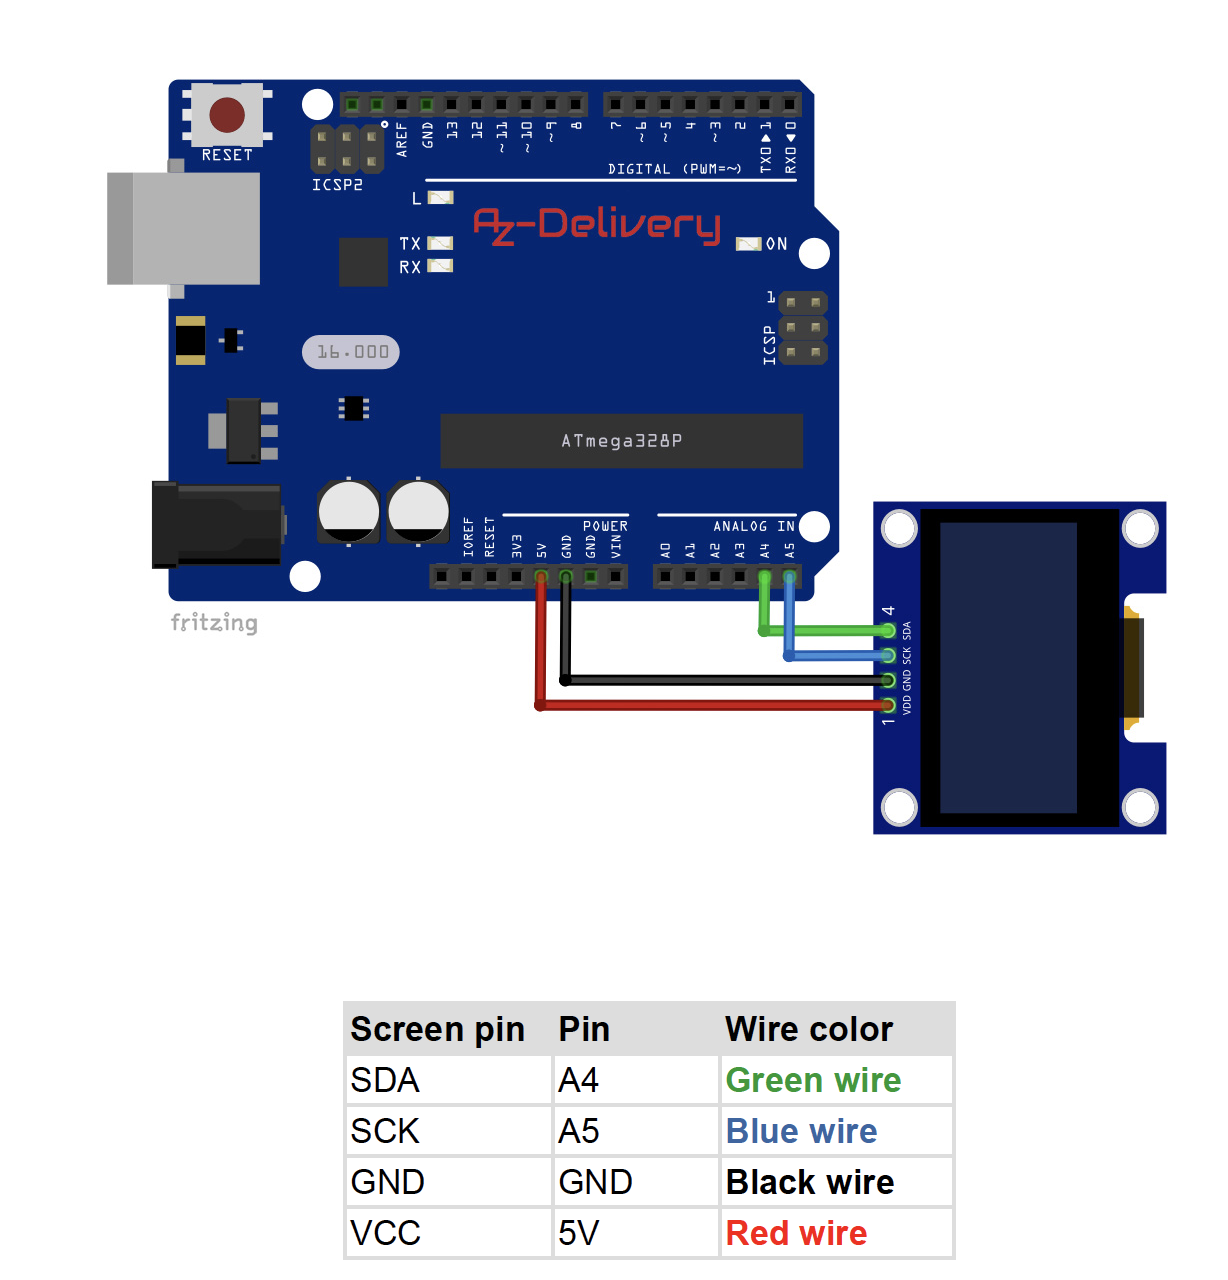 RESET
ICSP2
AREF
GND
13
12
~11
~10
~9
8
7
~6
~5
4
~3
2
TX0▶1
RX0◀0
DIGITAL (PWM=~)
L
TX
RX
Az-Delivery
ON
1
ICSP
16.000
ATmega328P
POWER
ANALOG IN
IOREF
RESET
3V3
5V
GND
GND
VIN
A0
A1
A2
A3
A4
A5
fritzing
4
SDA
SCK
GND
VDD
1
Screen pin Pin Wire color
SDA A4 Green wire
SCK A5 Blue wire
GND GND Black wire
VCC 5V Red wire